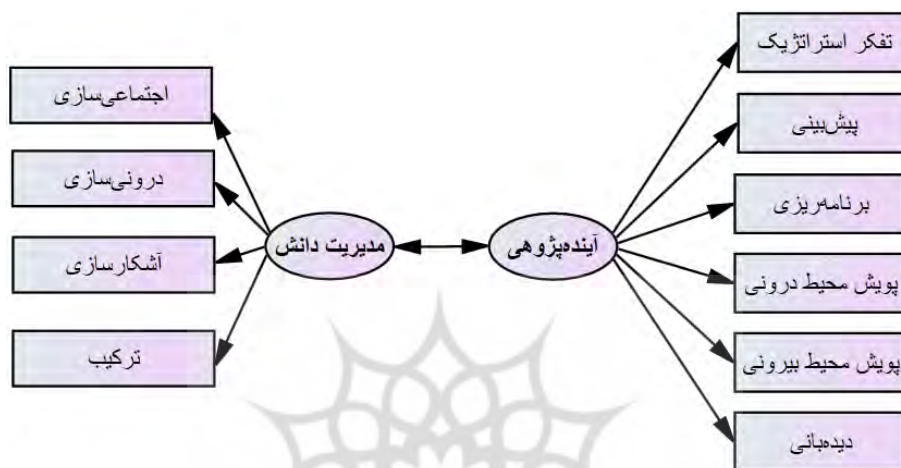 تفکر استراتژیک
پیش‌بینی
برنامه‌ریزی
پویش محیط درونی
پویش محیط بیرونی
دیده‌بانی
آینده‌پژوهی
مدیریت دانش
اجتماعی‌سازی
درونی‌سازی
آشکارسازی
ترکیب